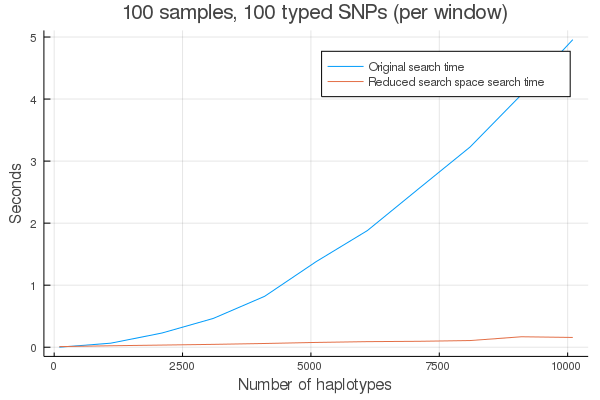 100 samples, 100 typed SNPs (per window)
Original search time
Reduced search space search time
Seconds
5
4
3
2
1
0
0 2500 5000 7500 10000
Number of haplotypes